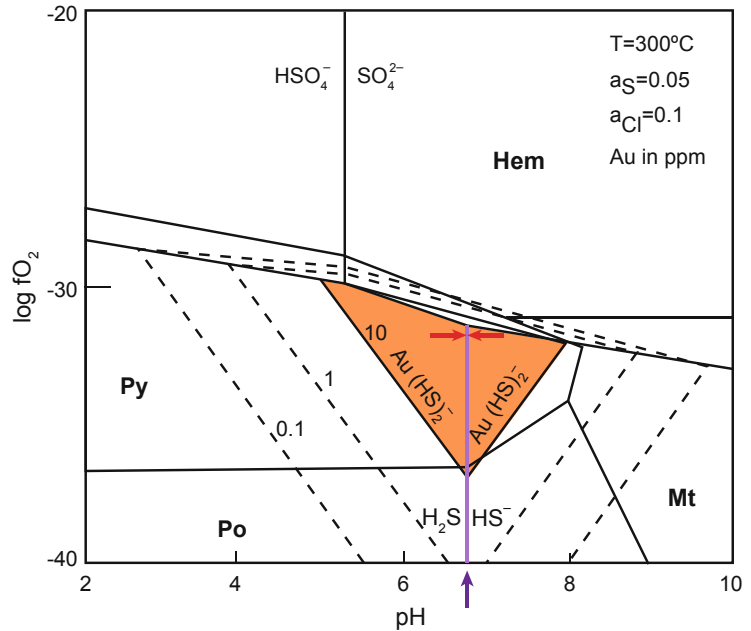 -20
HSO₄⁻ SO₄²⁻
T=300ºC
aS=0.05
aCl=0.1
Au in ppm
Hem
log fO₂
-30
10
Au (HS)₂⁻
Au (HS)₂⁻
1
0.1
Py
Po
H₂S HS⁻
Mt
-40
2 4 6 8 10
pH